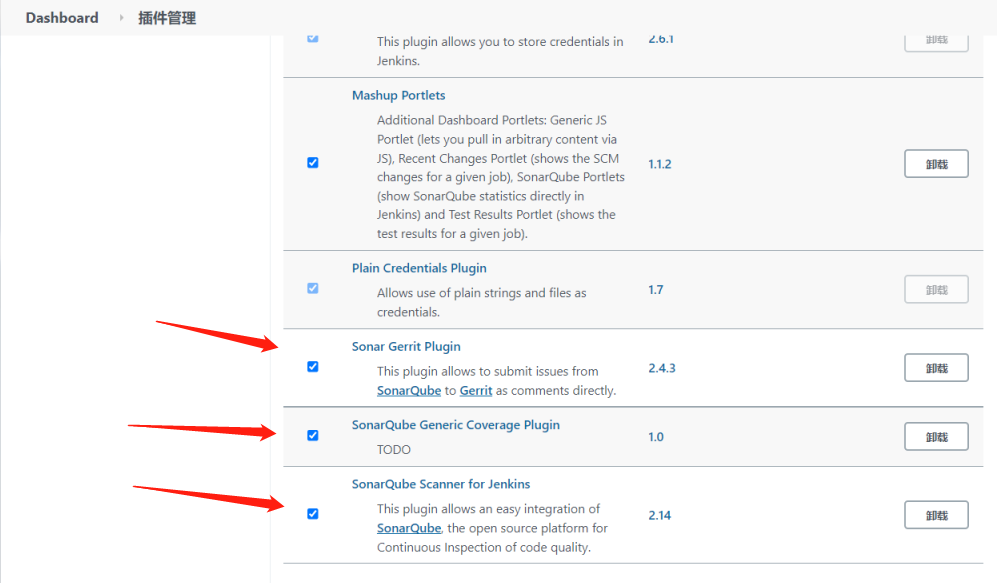 Dashboard 插件管理
This plugin allows you to store credentials in
Jenkins.
2.6.1
卸载
Mashup Portlets
Additional Dashboard Portlets: Generic JS
Portlet (lets you pull in arbitrary content via
JS), Recent Changes Portlet (shows the SCM
changes for a given job), SonarQube Portlets
(show SonarQube statistics directly in
Jenkins) and Test Results Portlet (shows the
test results for a given job).
1.1.2
卸载
Plain Credentials Plugin
Allows use of plain strings and files as
credentials.
1.7
卸载
Sonar Gerrit Plugin
This plugin allows to submit issues from
SonarQube to Gerrit as comments directly.
2.4.3
卸载
SonarQube Generic Coverage Plugin
TODO
1.0
卸载
SonarQube Scanner for Jenkins
This plugin allows an easy integration of
SonarQube, the open source platform for
Continuous Inspection of code quality.
2.14
卸载